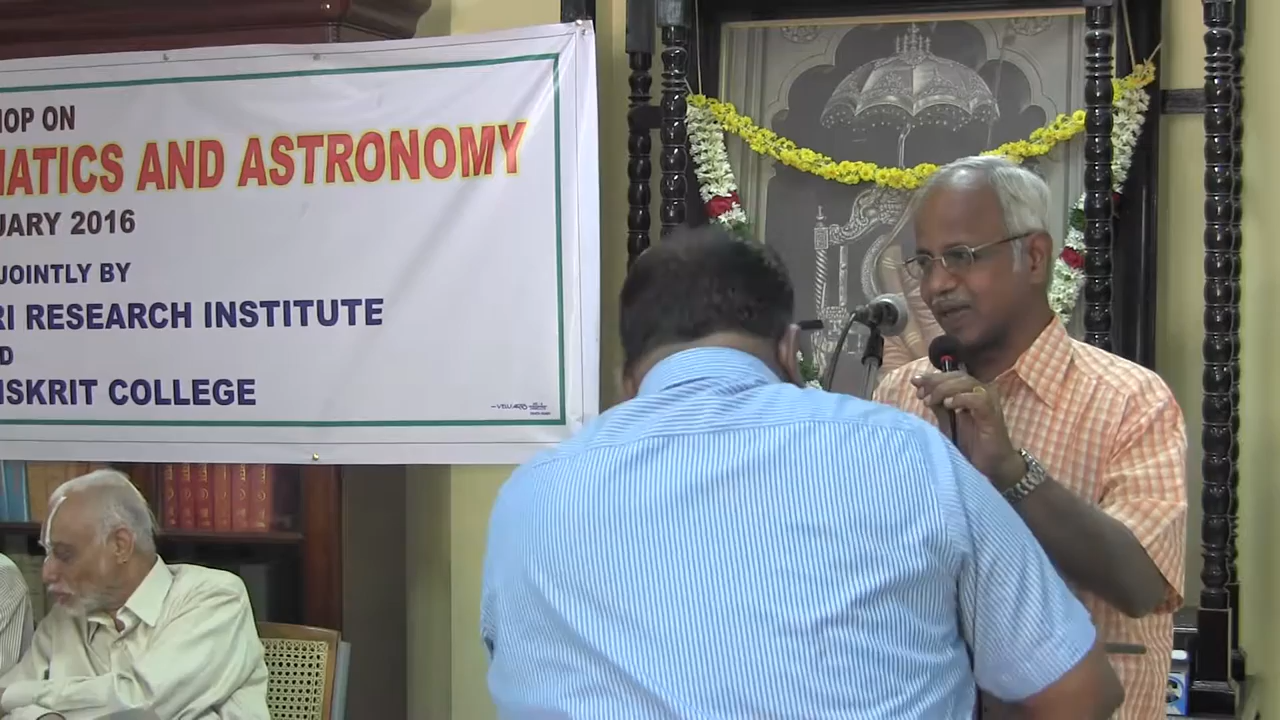 HOP ON
MATICS AND ASTRONOMY
UARY 2016
JOINTLY BY
RI RESEARCH INSTITUTE
D
NSKRIT COLLEGE